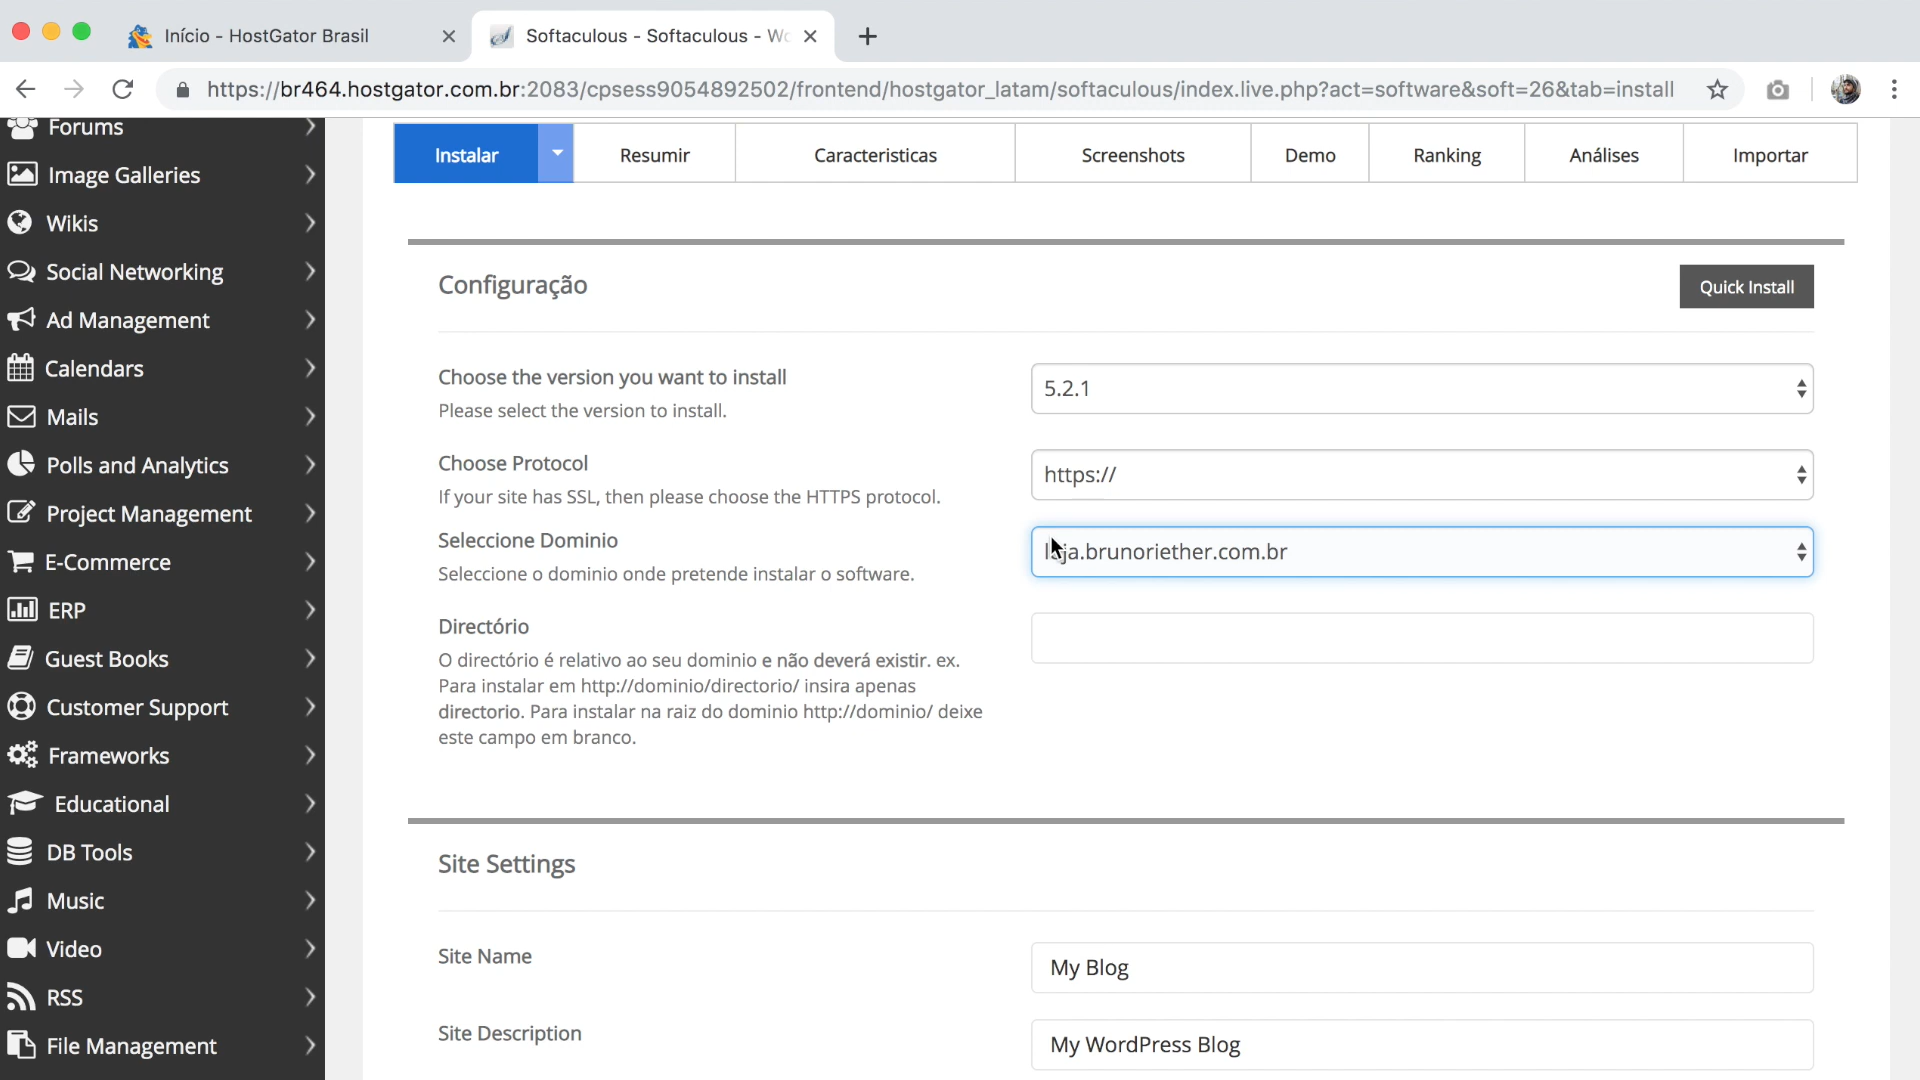 Início - HostGator Brasil
Softaculous - Softaculous - Wo
https://br464.hostgator.com.br:2083/cpsess9054892502/frontend/hostgator_latam/softaculous/index.live.php?act=software&soft=26&tab=install
Forums
Image Galleries
Wikis
Social Networking
Ad Management
Calendars
Mails
Polls and Analytics
Project Management
E-Commerce
ERP
Guest Books
Customer Support
Frameworks
Educational
DB Tools
Music
Video
RSS
File Management
Instalar
Resumir
Caracteristicas
Screenshots
Demo
Ranking
Análises
Importar
Configuração
Quick Install
Choose the version you want to install
Please select the version to install.
5.2.1
Choose Protocol
If your site has SSL, then please choose the HTTPS protocol.
https://
Seleccione Dominio
Seleccione o dominio onde pretende instalar o software.
loja.brunoriether.com.br
Directório
O directório é relativo ao seu dominio e não deverá existir. ex.
Para instalar em http://dominio/directorio/ insira apenas
directorio. Para instalar na raiz do dominio http://dominio/ deixe
este campo em branco.
Site Settings
Site Name
My Blog
Site Description
My WordPress Blog